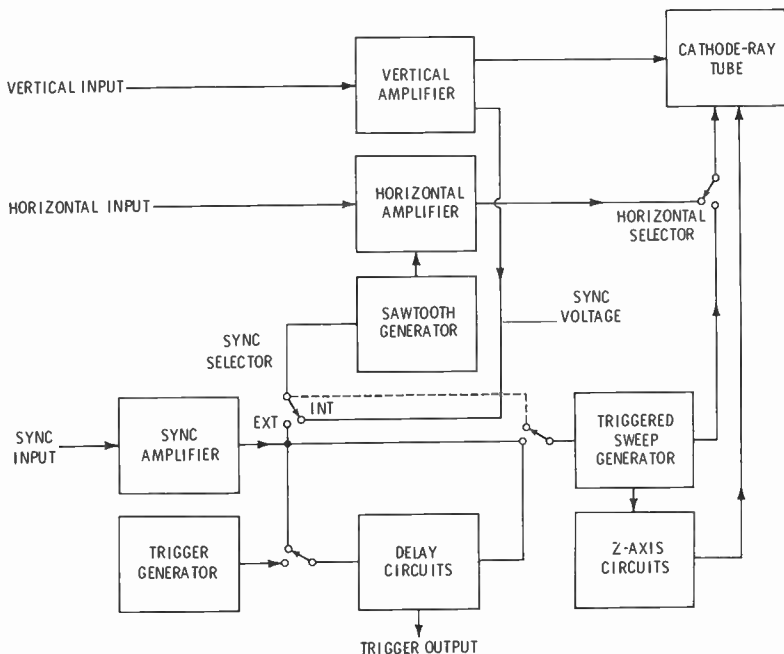 CATHODE-RAY
TUBE
VERTICAL
AMPLIFIER
VERTICAL INPUT
HORIZONTAL
AMPLIFIER
HORIZONTAL INPUT
HORIZONTAL
SELECTOR
SAWTOOTH
GENERATOR
SYNC
VOLTAGE
SYNC
SELECTOR
INT
EXT
SYNC
INPUT
SYNC
AMPLIFIER
TRIGGERED
SWEEP
GENERATOR
TRIGGER
GENERATOR
DELAY
CIRCUITS
Z-AXIS
CIRCUITS
TRIGGER OUTPUT